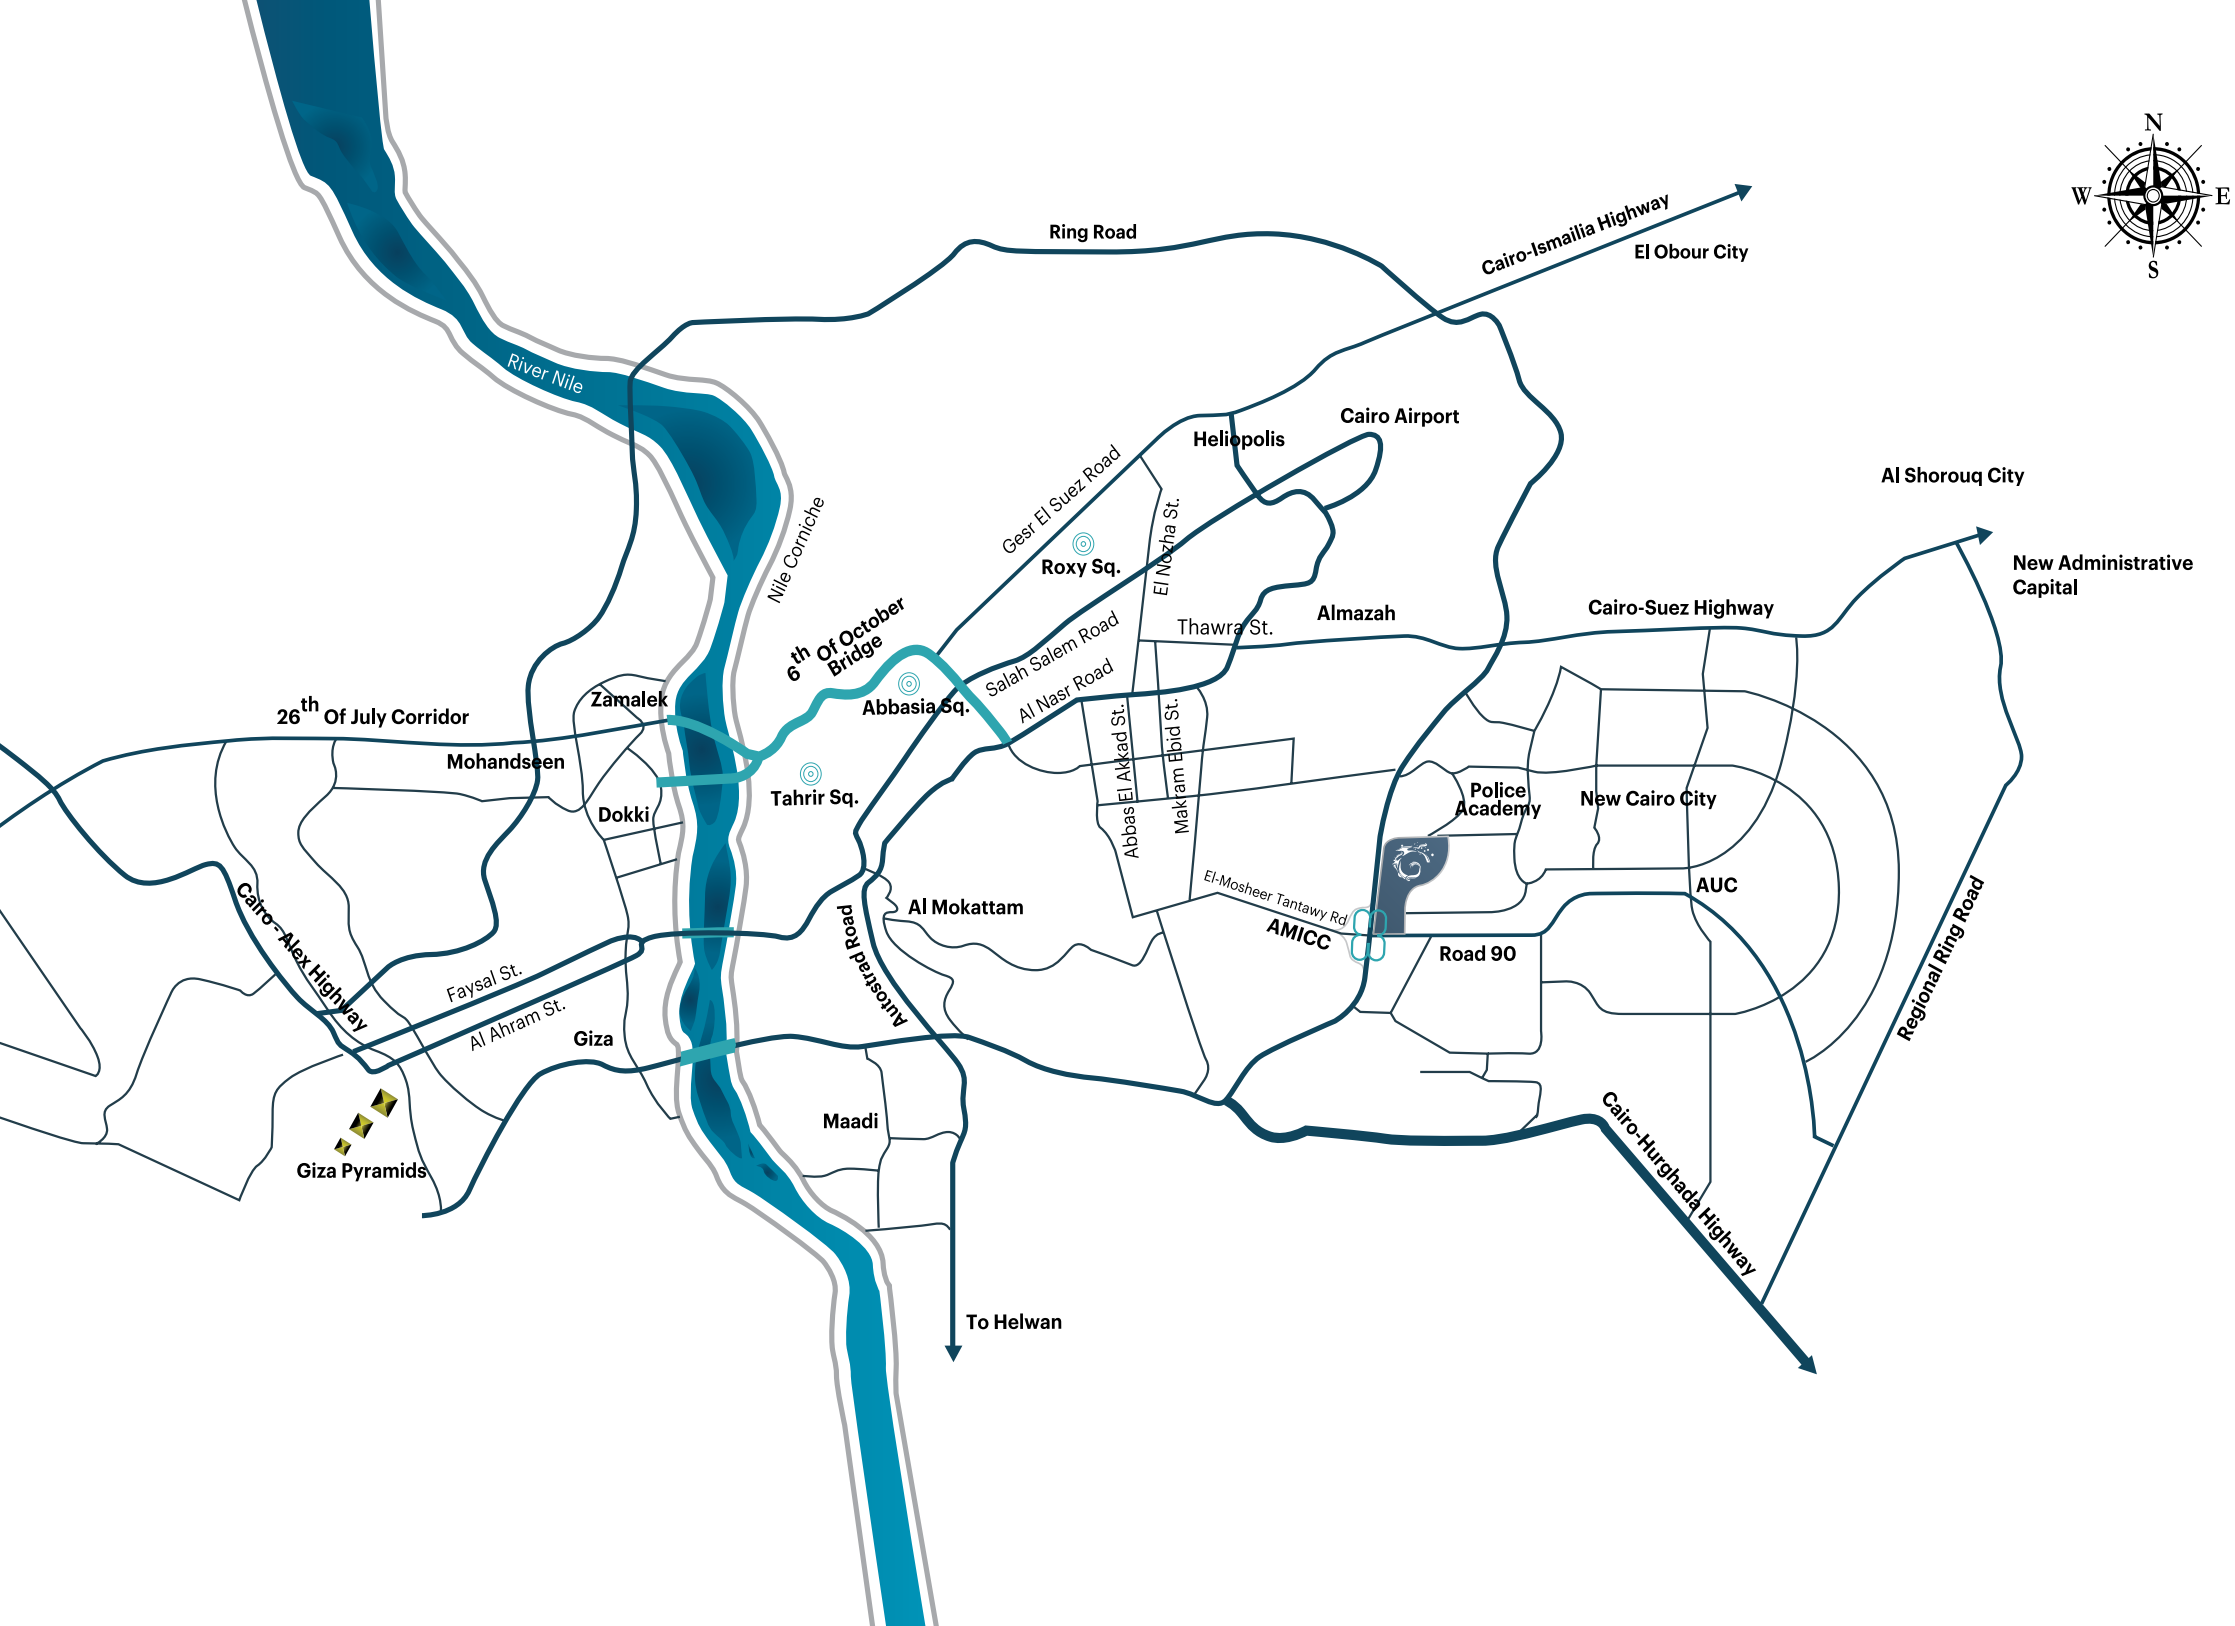 N
W
E
S
Ring Road
Cairo-Ismailia Highway
El Obour City
River Nile
Cairo Airport
Heliopolis
Gesr El Suez Road
Al Shorouq City
Nile Corniche
El Nozha St.
Roxy Sq.
New Administrative
Capital
6th Of October
Bridge
Cairo-Suez Highway
Almazah
Thawra St.
Salah Salem Road
Al Nasr Road
Zamalek
Abbasia Sq.
26th Of July Corridor
Mohandseen
Abbas El Akkad St.
Makram Ebid St.
Tahrir Sq.
Dokki
Police
Academy
New Cairo City
El-Mosheer Tantawy Rd
AUC
Al Mokattam
AMICC
Road 90
Cairo - Alex Highway
Autostrad Road
Regional Ring Road
Faysal St.
Al Ahram St.
Giza
Maadi
Cairo-Hurghada Highway
Giza Pyramids
To Helwan